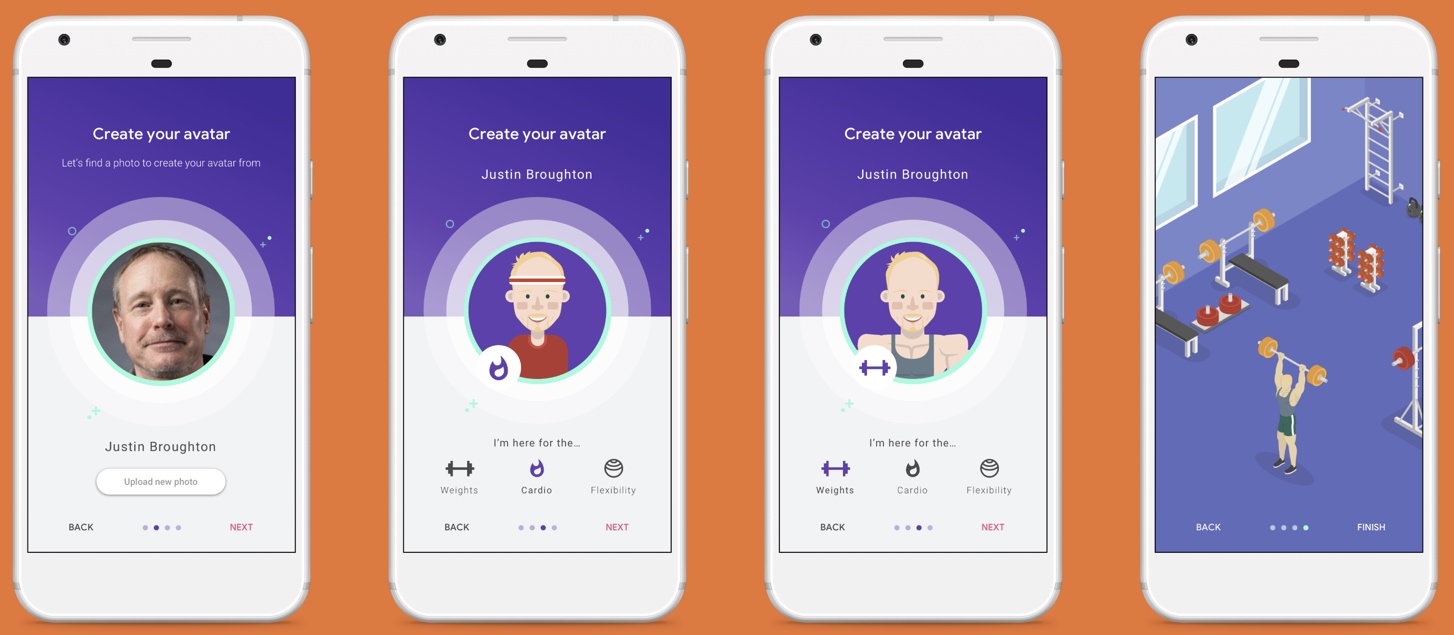 Create your avatar
Let's find a photo to create your avatar from
Justin Broughton
Upload new photo
BACK
NEXT
Create your avatar
Justin Broughton
I'm here for the...
Weights
Cardio
Flexibility
BACK
NEXT
Create your avatar
Justin Broughton
I'm here for the...
Weights
Cardio
Flexibility
BACK
NEXT
BACK
FINISH